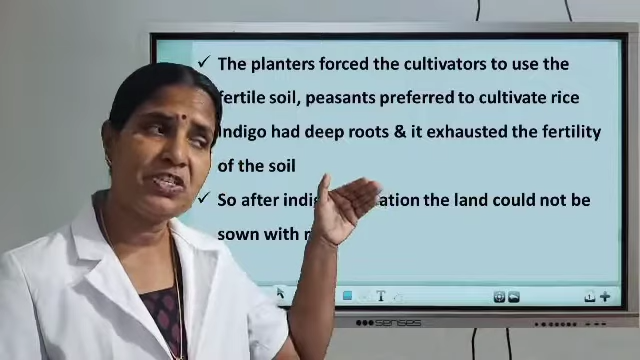 ✓ The planters forced the cultivators to use the
fertile soil, peasants preferred to cultivate rice
Indigo had deep roots & it exhausted the fertility
of the soil
✓ So after ation the land could not be
sown with
senses